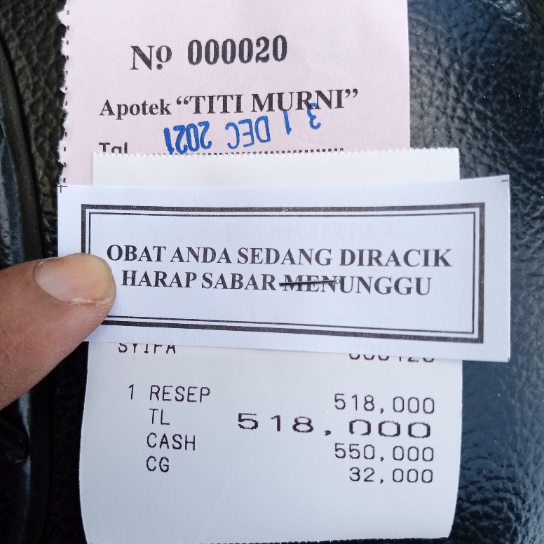 Nº 000020
Apotek "TITI MURNI"
Tgl. 31 DEC 2021
OBAT ANDA SEDANG DIRACIK
HARAP SABAR MENUNGGU
SYIFA
1 RESEP 518,000
TL 518,000
CASH 550,000
CG 32,000